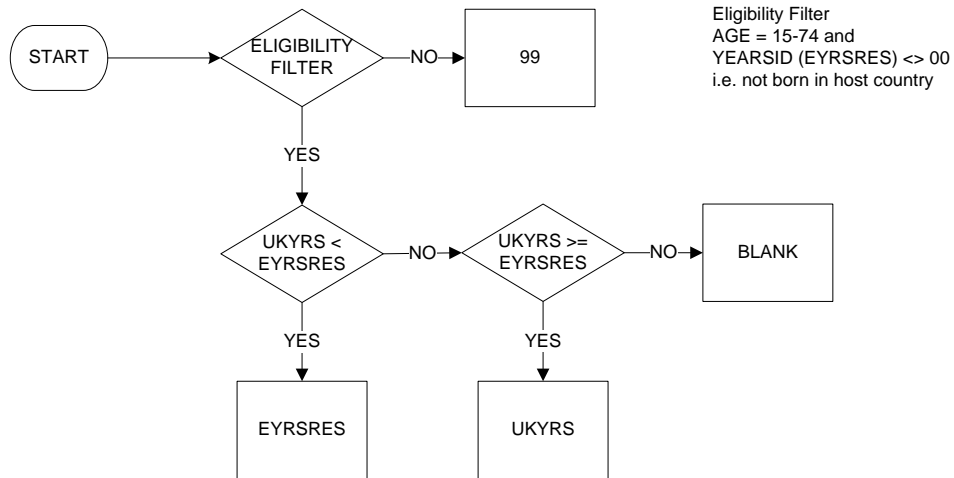 START
ELIGIBILITY
FILTER
NO
99
Eligibility Filter
AGE = 15-74 and
YEARSID (EYRSRES) <> 00
i.e. not born in host country
YES
UKYRS <
EYRSRES
NO
UKYRS >=
EYRSRES
NO
BLANK
YES
YES
EYRSRES
UKYRS